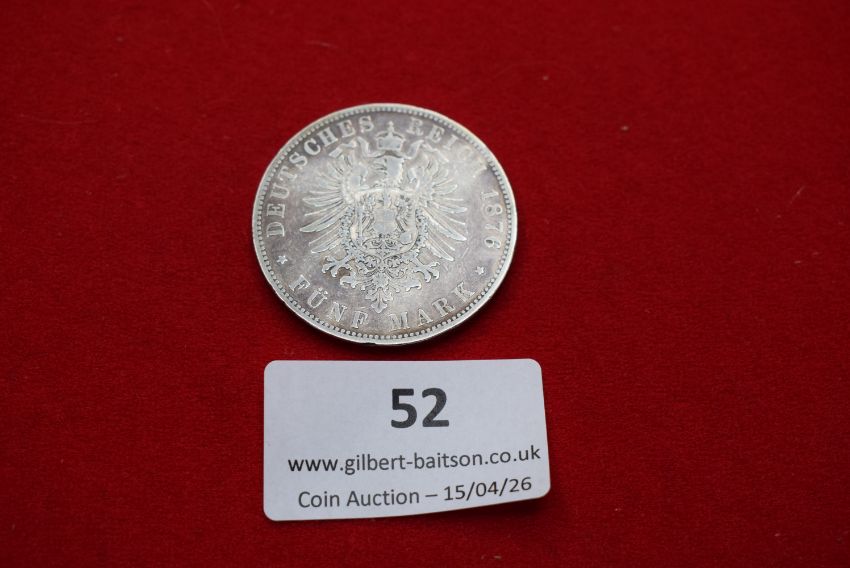 DEUTSCHES REICH 1876
* FÜNF MARK *
52
www.gilbert-baitson.co.uk
Coin Auction – 15/04/26